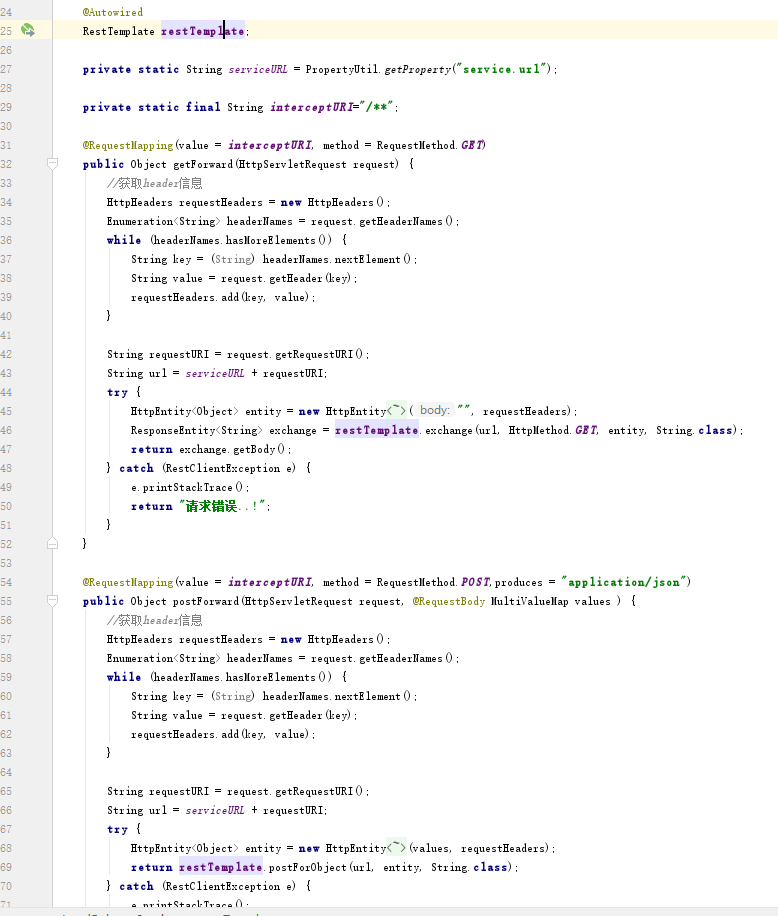 24 @Autowired
25 RestTemplate restTemplate;
26
27 private static String serviceURL = PropertyUtil.getProperty("service.url");
28
29 private static final String interceptURI="/**";
30
31 @RequestMapping(value = interceptURI, method = RequestMethod.GET)
32 public Object getForward(HttpServletRequest request) {
33 //获取header信息
34 HttpHeaders requestHeaders = new HttpHeaders();
35 Enumeration<String> headerNames = request.getHeaderNames();
36 while (headerNames.hasMoreElements()) {
37 String key = (String) headerNames.nextElement();
38 String value = request.getHeader(key);
39 requestHeaders.add(key, value);
40 }
41
42 String requestURI = request.getRequestURI();
43 String url = serviceURL + requestURI;
44 try {
45 HttpEntity<Object> entity = new HttpEntity<~>( body: "", requestHeaders);
46 ResponseEntity<String> exchange = restTemplate.exchange(url, HttpMethod.GET, entity, String.class);
47 return exchange.getBody();
48 } catch (RestClientException e) {
49 e.printStackTrace();
50 return "请求错误..!";
51 }
52 }
53
54 @RequestMapping(value = interceptURI, method = RequestMethod.POST,produces = "application/json")
55 public Object postForward(HttpServletRequest request, @RequestBody MultiValueMap values ) {
56 //获取header信息
57 HttpHeaders requestHeaders = new HttpHeaders();
58 Enumeration<String> headerNames = request.getHeaderNames();
59 while (headerNames.hasMoreElements()) {
60 String key = (String) headerNames.nextElement();
61 String value = request.getHeader(key);
62 requestHeaders.add(key, value);
63 }
64
65 String requestURI = request.getRequestURI();
66 String url = serviceURL + requestURI;
67 try {
68 HttpEntity<Object> entity = new HttpEntity<~>(values, requestHeaders);
69 return restTemplate.postForObject(url, entity, String.class);
70 } catch (RestClientException e) {
71 e.printStackTrace();